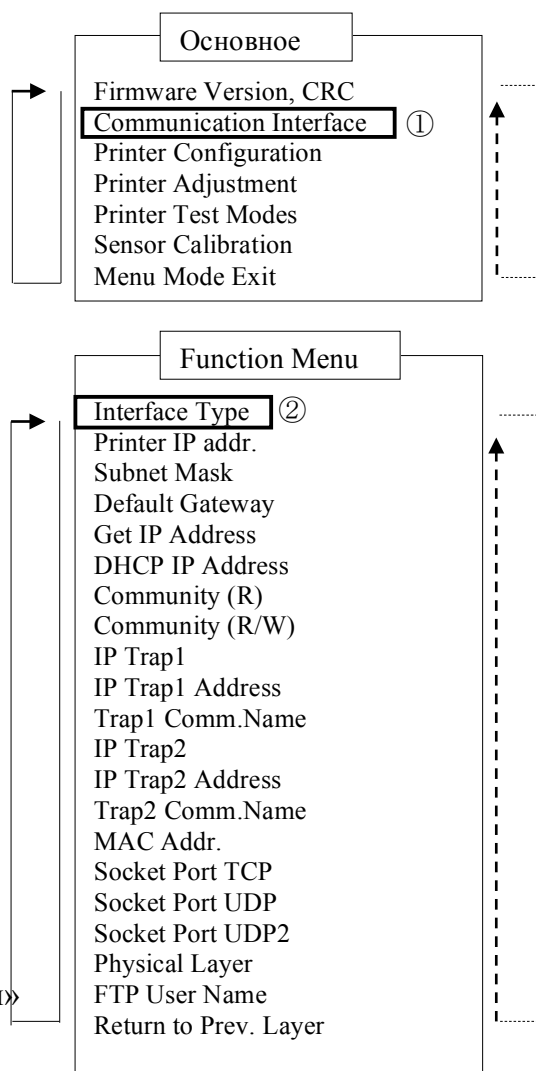 Основное
Firmware Version, CRC
Communication Interface ①
Printer Configuration
Printer Adjustment
Printer Test Modes
Sensor Calibration
Menu Mode Exit
Function Menu
Interface Type ②
Printer IP addr.
Subnet Mask
Default Gateway
Get IP Address
DHCP IP Address
Community (R)
Community (R/W)
IP Trap1
IP Trap1 Address
Trap1 Comm.Name
IP Trap2
IP Trap2 Address
Trap2 Comm.Name
MAC Addr.
Socket Port TCP
Socket Port UDP
Socket Port UDP2
Physical Layer
FTP User Name
Return to Prev. Layer